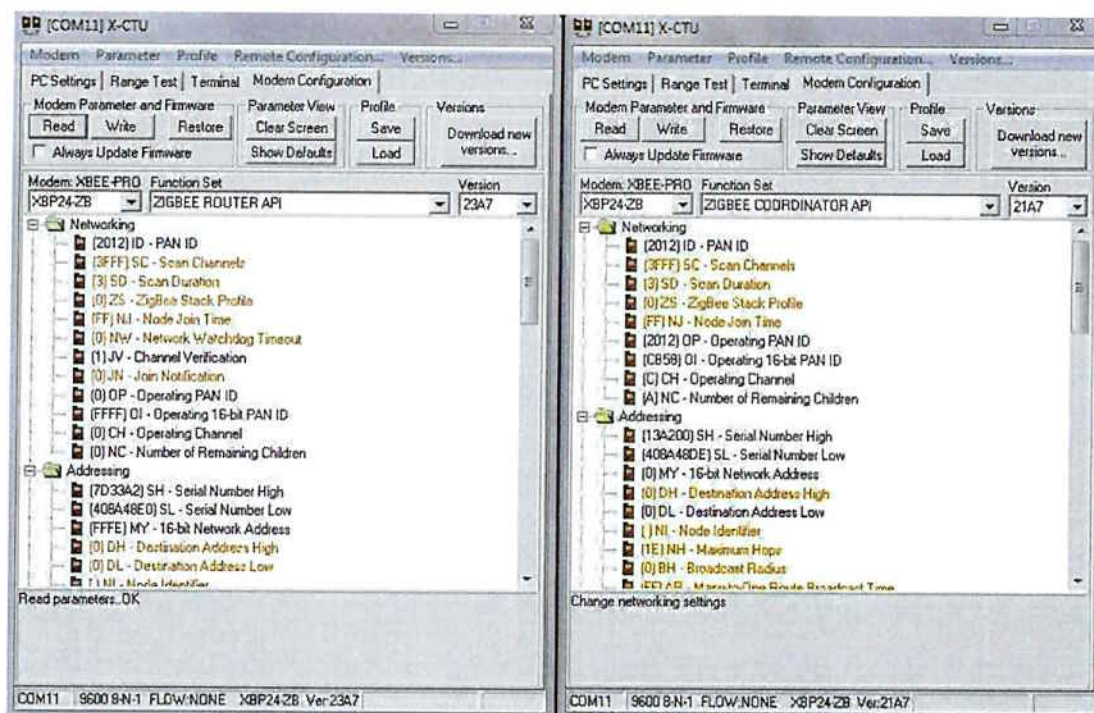 [COM11] X-CTU
Modem Parameter Profile Remote Configuration... Versions...
PC Settings Range Test Terminal Modem Configuration
Modem Parameter and Firmware Parameter View Profile Versions
Read Write Restore Clear Screen Save Download new versions...
Always Update Firmware Show Defaults Load
Modem: XBEE-PRO Function Set Version
XBP24-ZB ZIGBEE ROUTER API 23A7
Networking
(2012) ID - PAN ID
(3FFF) SC - Scan Channels
(3) SD - Scan Duration
(0) ZS - ZigBee Stack Profile
(FF) NJ - Node Join Time
(0) NW - Network Watchdog Timeout
(1) JV - Channel Verification
(0) JN - Join Notification
(0) OP - Operating PAN ID
(FFFF) OI - Operating 16-bit PAN ID
(0) CH - Operating Channel
(0) NC - Number of Remaining Children
Addressing
(7D33A2) SH - Serial Number High
(408A48E0) SL - Serial Number Low
(FFFE) MY - 16-bit Network Address
(0) DH - Destination Address High
(0) DL - Destination Address Low
( ) NI - Node Identifier
Read parameters..OK
COM11 9600 8-N-1 FLOW:NONE XBP24-ZB Ver:23A7
[COM11] X-CTU
Modem Parameter Profile Remote Configuration... Versions...
PC Settings Range Test Terminal Modem Configuration
Modem Parameter and Firmware Parameter View Profile Versions
Read Write Restore Clear Screen Save Download new versions...
Always Update Firmware Show Defaults Load
Modem: XBEE-PRO Function Set Version
XBP24-ZB ZIGBEE COORDINATOR API 21A7
Networking
(2012) ID - PAN ID
(3FFF) SC - Scan Channels
(3) SD - Scan Duration
(0) ZS - ZigBee Stack Profile
(FF) NJ - Node Join Time
(2012) OP - Operating PAN ID
(CB58) OI - Operating 16-bit PAN ID
(C) CH - Operating Channel
(A) NC - Number of Remaining Children
Addressing
(13A200) SH - Serial Number High
(408A48DE) SL - Serial Number Low
(0) MY - 16-bit Network Address
(0) DH - Destination Address High
(0) DL - Destination Address Low
( ) NI - Node Identifier
(1E) NH - Maximum Hops
(0) BH - Broadcast Radius
(FF) AR - Many-to-One Route Broadcast Time
Change networking settings
COM11 9600 8-N-1 FLOW:NONE XBP24-ZB Ver:21A7